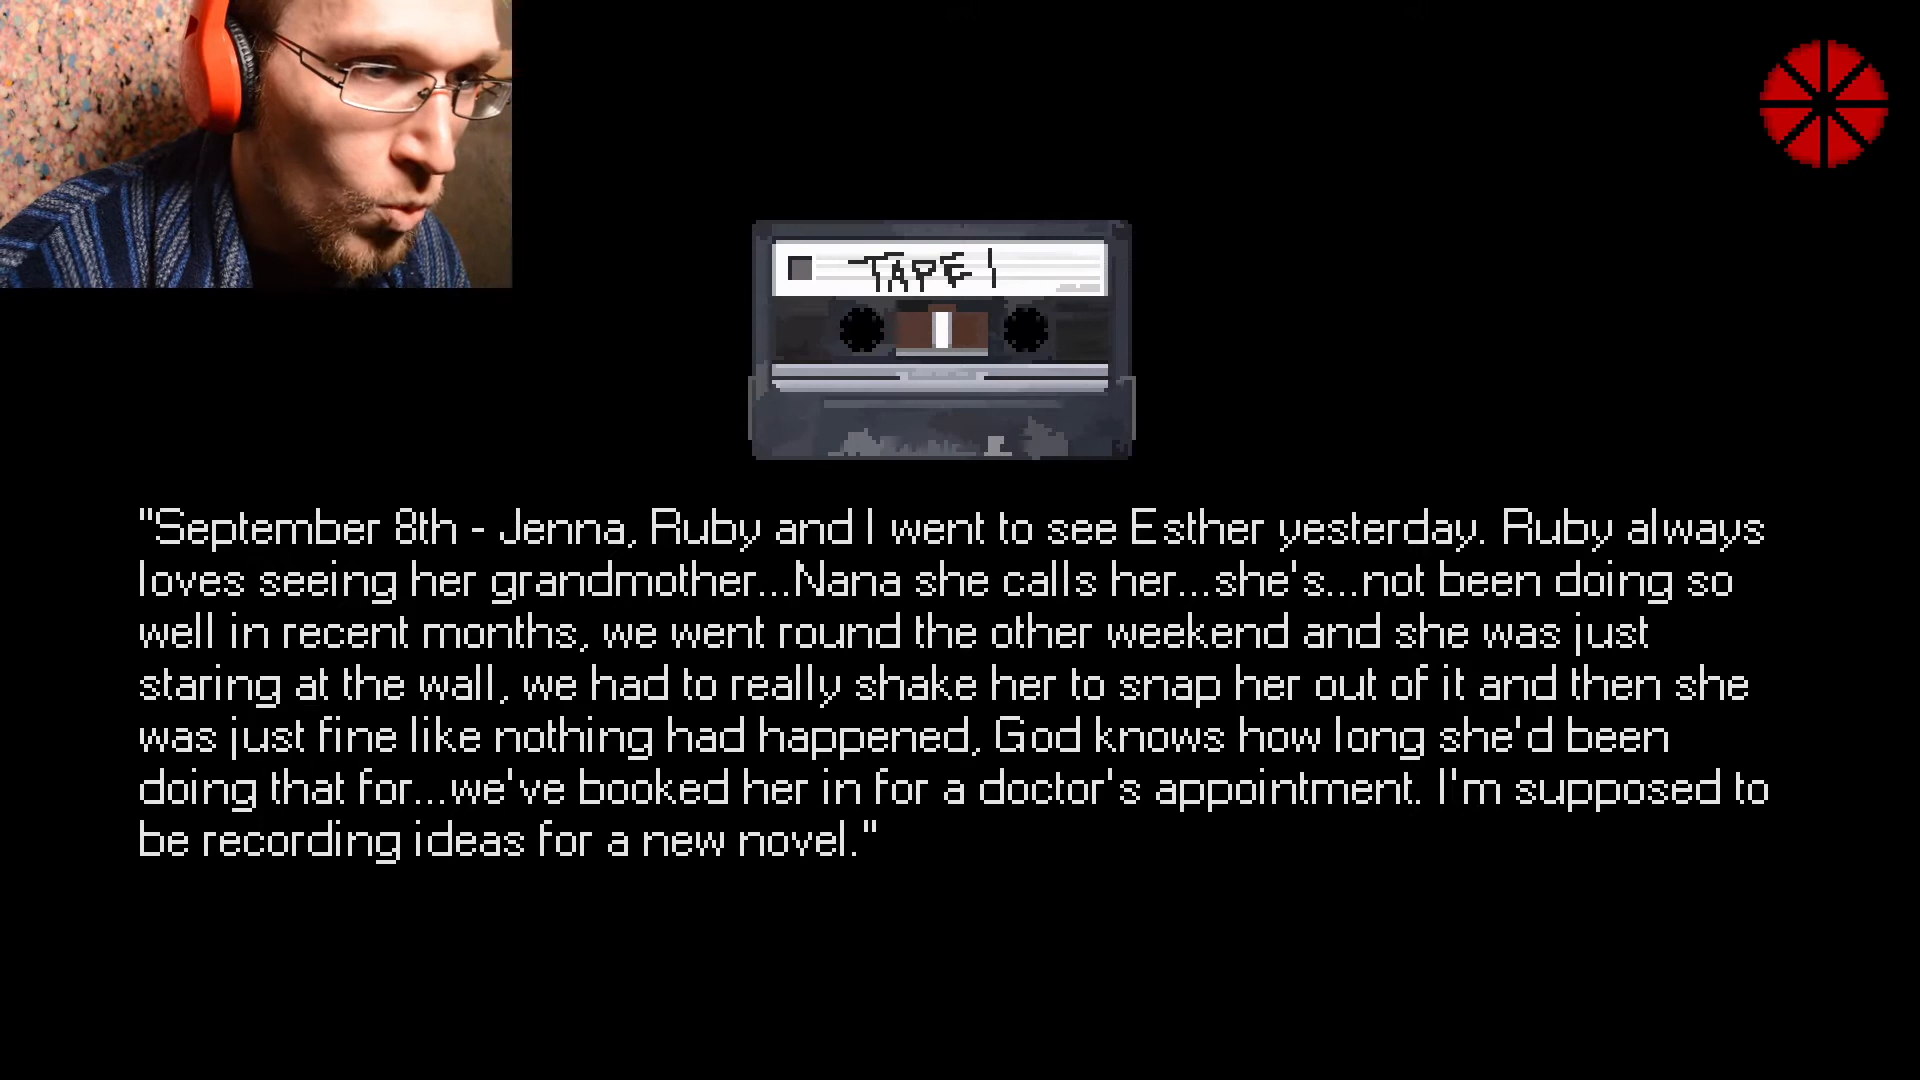 TAPE 1
"September 8th - Jenna, Ruby and I went to see Esther yesterday. Ruby always
loves seeing her grandmother...Nana she calls her...she's...not been doing so
well in recent months, we went round the other weekend and she was just
staring at the wall, we had to really shake her to snap her out of it and then she
was just fine like nothing had happened, God knows how long she'd been
doing that for...we've booked her in for a doctor's appointment. I'm supposed to
be recording ideas for a new novel."